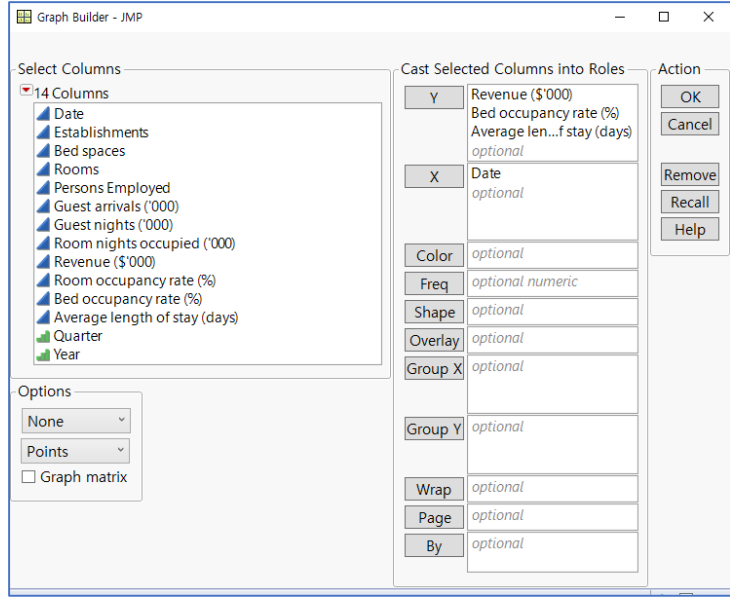 Graph Builder - JMP
Select Columns
14 Columns
Date
Establishments
Bed spaces
Rooms
Persons Employed
Guest arrivals ('000)
Guest nights ('000)
Room nights occupied ('000)
Revenue ($'000)
Room occupancy rate (%)
Bed occupancy rate (%)
Average length of stay (days)
Quarter
Year
Options
None
Points
Graph matrix
Cast Selected Columns into Roles
Y
Revenue ($'000)
Bed occupancy rate (%)
Average len...f stay (days)
optional
X
Date
optional
Color optional
Freq optional numeric
Shape optional
Overlay optional
Group X optional
Group Y optional
Wrap optional
Page optional
By optional
Action
OK
Cancel
Remove
Recall
Help